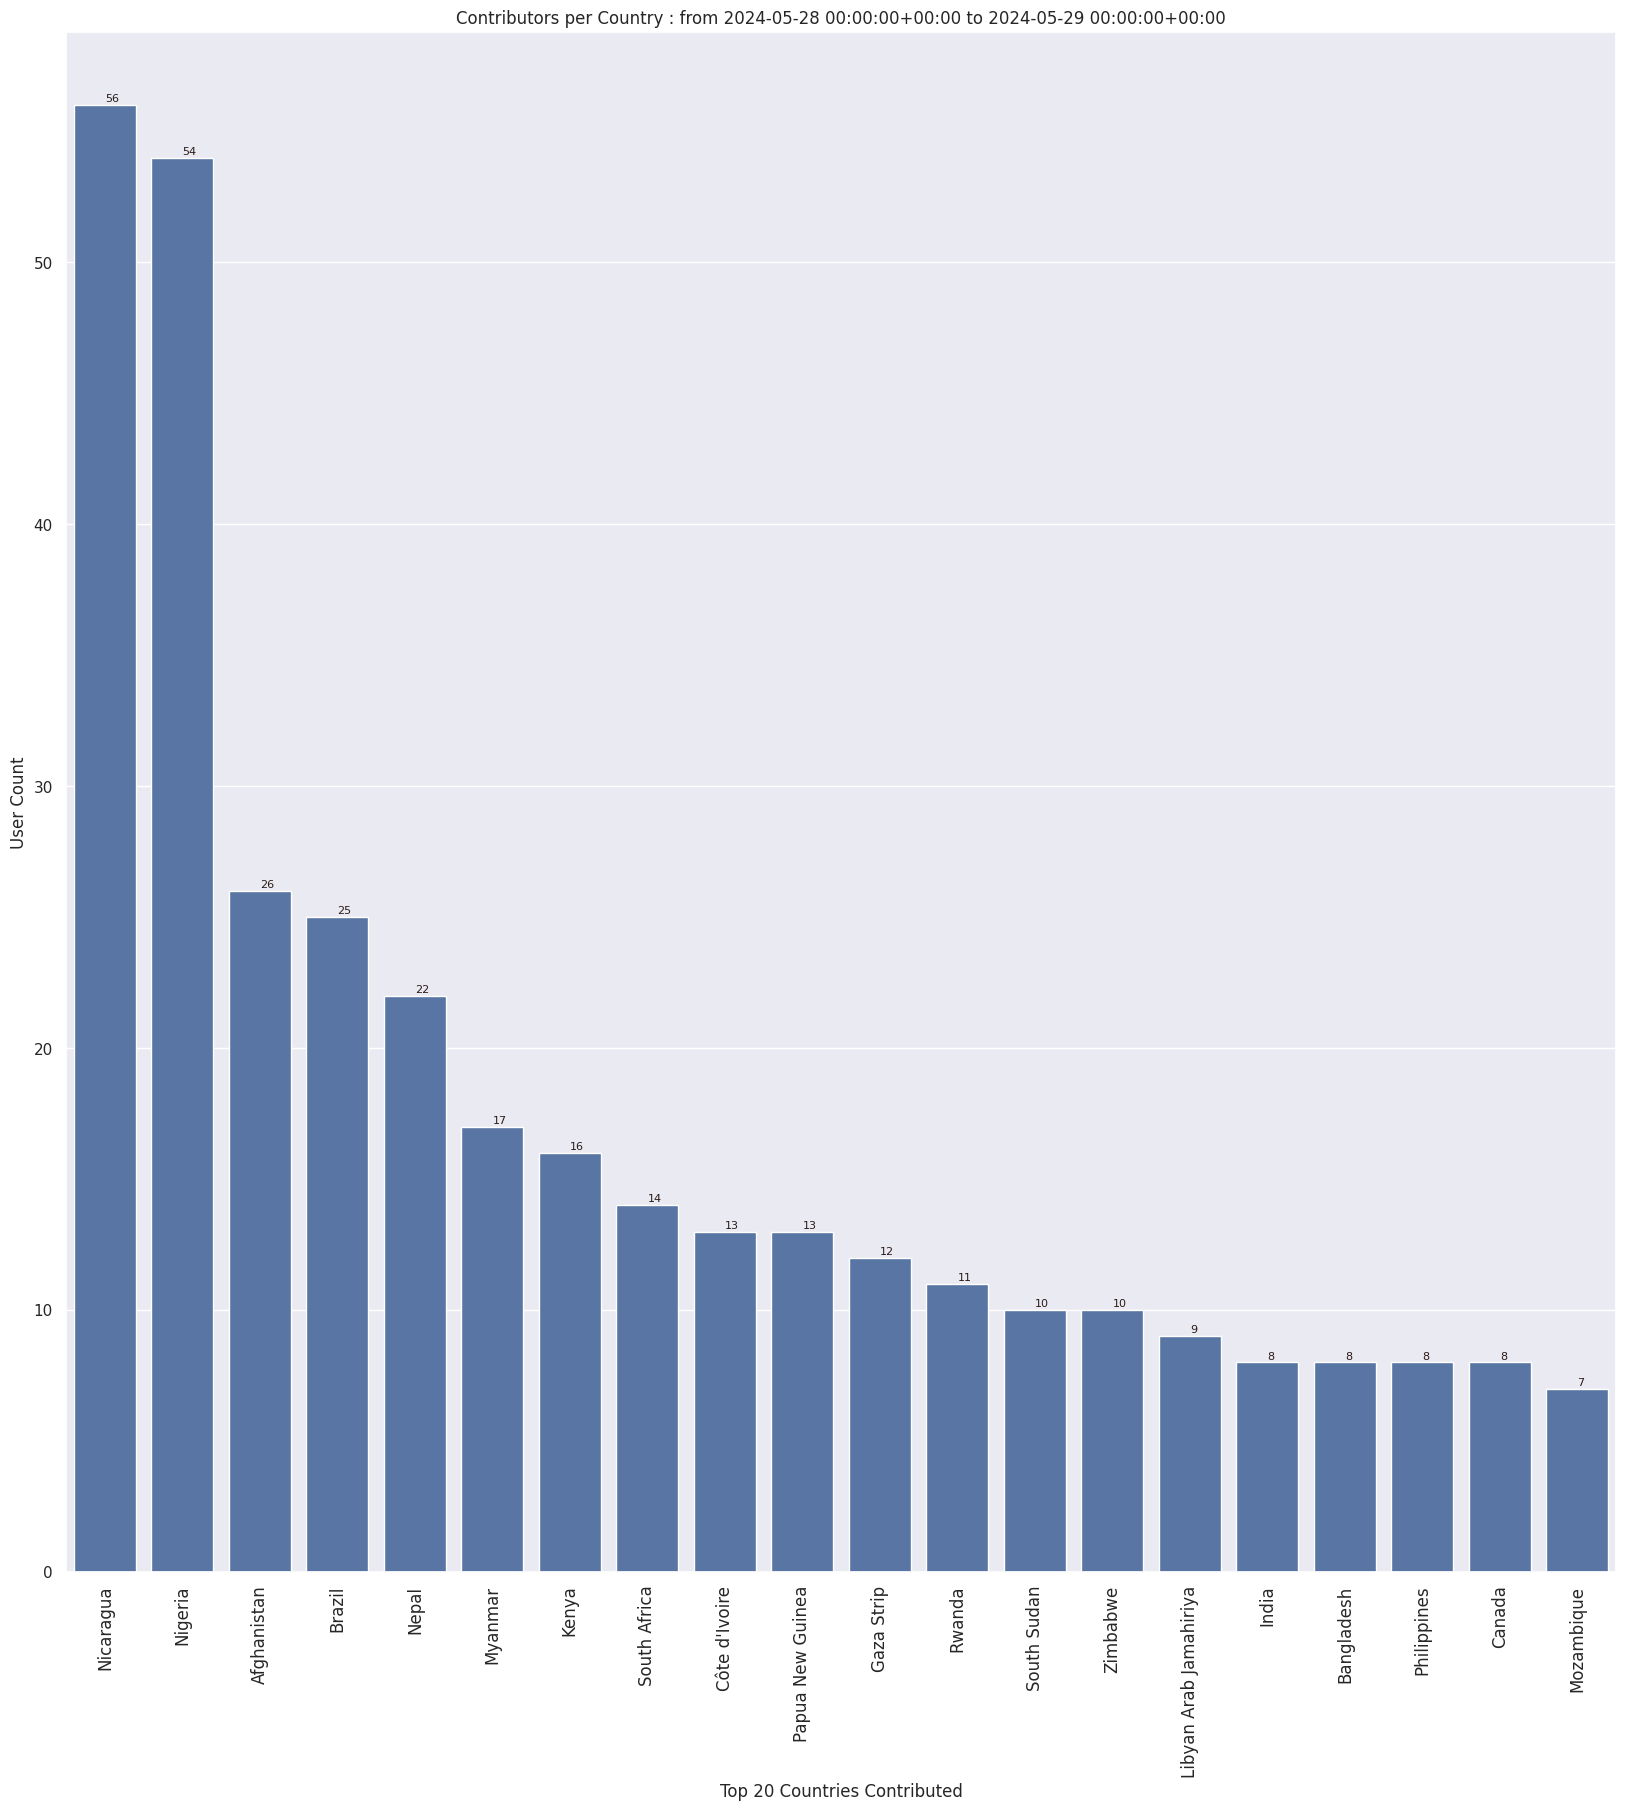 Contributors per Country : from 2024-05-28 00:00:00+00:00 to 2024-05-29 00:00:00+00:00
User Count
50
40
30
20
10
0
56
54
26
25
22
17
16
14
13
13
12
11
10
10
9
8
8
8
8
7
Nicaragua
Nigeria
Afghanistan
Brazil
Nepal
Myanmar
Kenya
South Africa
Côte d'Ivoire
Papua New Guinea
Gaza Strip
Rwanda
South Sudan
Zimbabwe
Libyan Arab Jamahiriya
India
Bangladesh
Philippines
Canada
Mozambique
Top 20 Countries Contributed